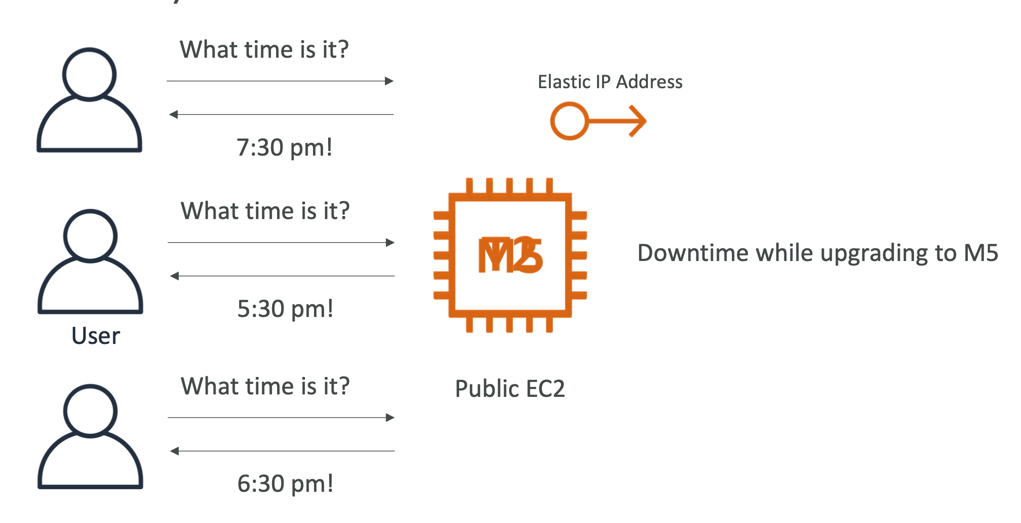 What time is it?
7:30 pm!
Elastic IP Address
What time is it?
5:30 pm!
User
Downtime while upgrading to M5
What time is it?
6:30 pm!
Public EC2